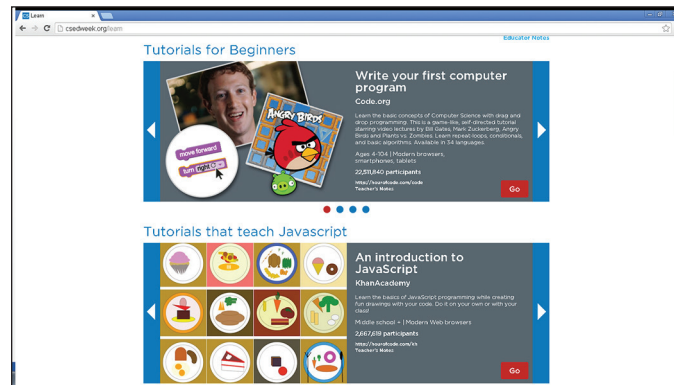 Learn
csedweek.org/learn
Educator Notes
Tutorials for Beginners
ANGRY BIRDS
move forward
turn right
Write your first computer
program
Code.org
Learn the basic concepts of Computer Science with drag and
drop programming. This is a game-like, self-directed tutorial
starring video lectures by Bill Gates, Mark Zuckerberg, Angry
Birds and Plants vs. Zombies. Learn repeat-loops, conditionals,
and basic algorithms. Available in 34 languages.
Ages 4-104 | Modern browsers,
smartphones, tablets
22,511,840 participants
http://hourofcode.com/code
Teacher's Notes
Go
Tutorials that teach Javascript
An introduction to
JavaScript
KhanAcademy
Learn the basics of JavaScript programming while creating
fun drawings with your code. Do it on your own or with your
class!
Middle school + | Modern Web browsers
2,667,619 participants
http://hourofcode.com/kh
Teacher's Notes
Go